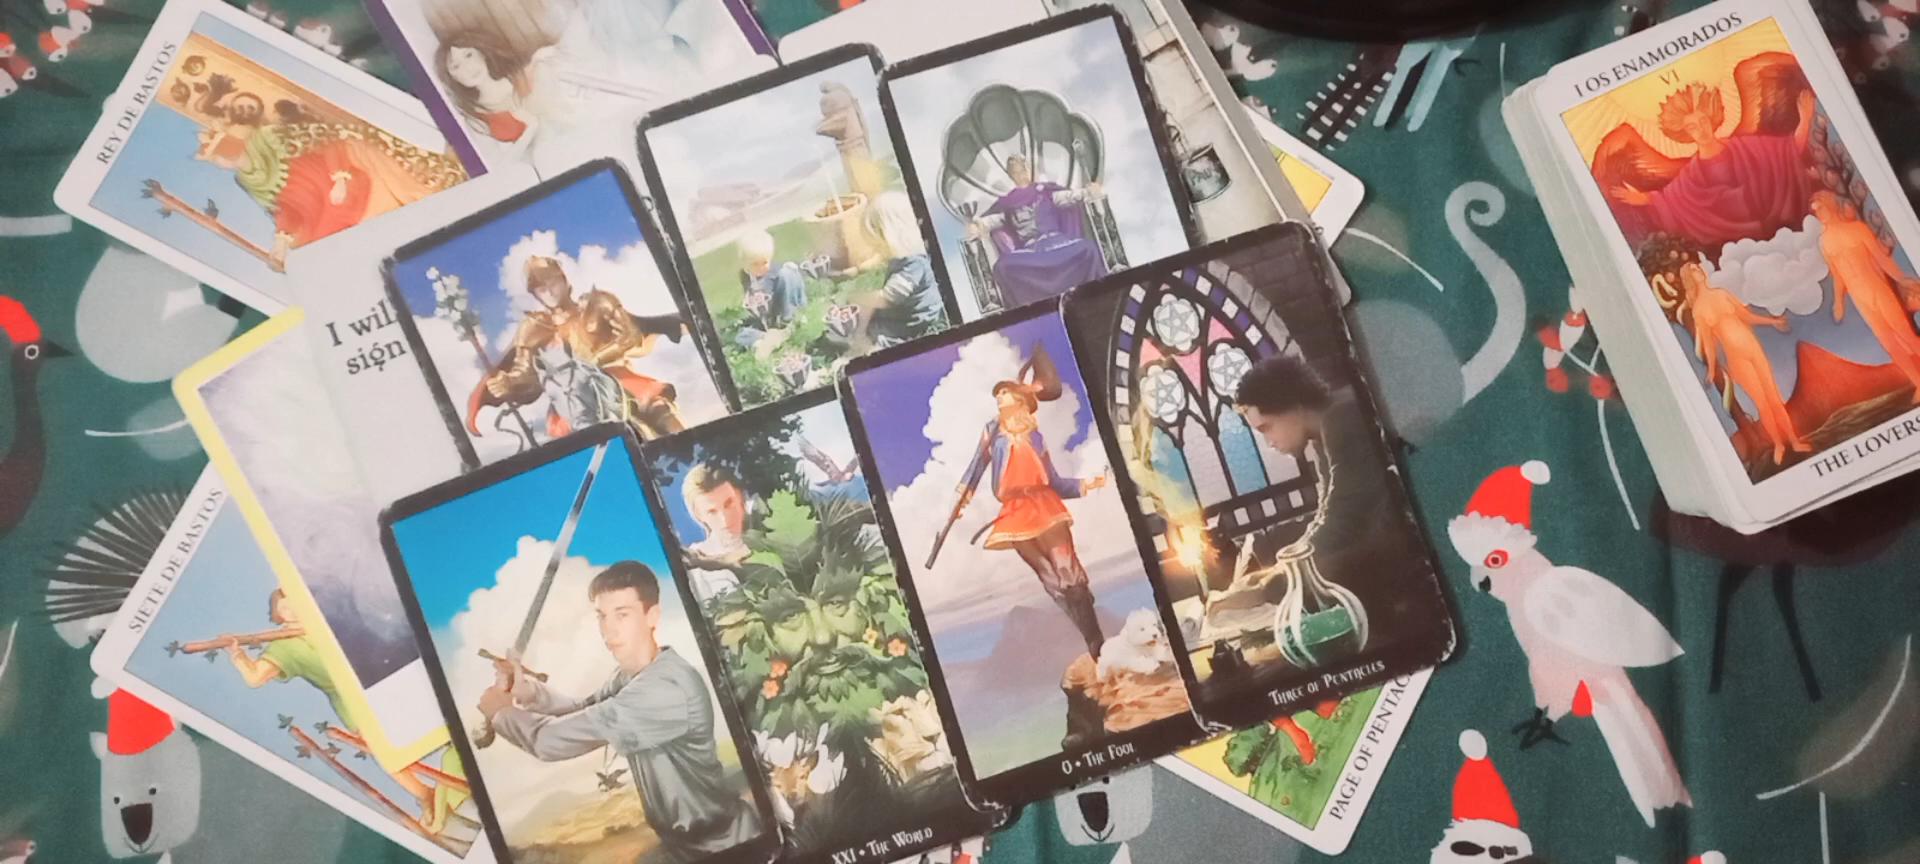 REY DE BASTOS
I wil
sign
SIETE DE BASTOS
XXI • THE WORLD
0 • THE FOOL
THREE OF PENTACLES
PAGE OF PENTAC
LOS ENAMORADOS
VI
THE LOVERS